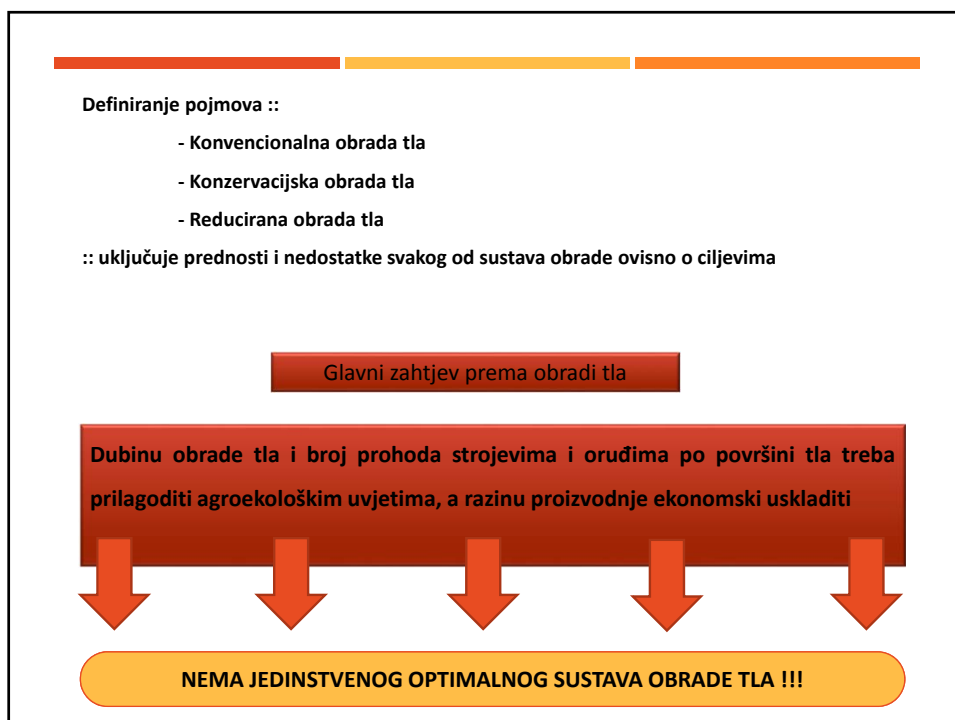 Definiranje pojmova ::
- Konvencionalna obrada tla
- Konzervacijska obrada tla
- Reducirana obrada tla
:: uključuje prednosti i nedostatke svakog od sustava obrade ovisno o ciljevima
Glavni zahtjev prema obradi tla
Dubinu obrade tla i broj prohoda strojevima i oruđima po površini tla treba
prilagoditi agroekološkim uvjetima, a razinu proizvodnje ekonomski uskladiti
NEMA JEDINSTVENOG OPTIMALNOG SUSTAVA OBRADE TLA !!!